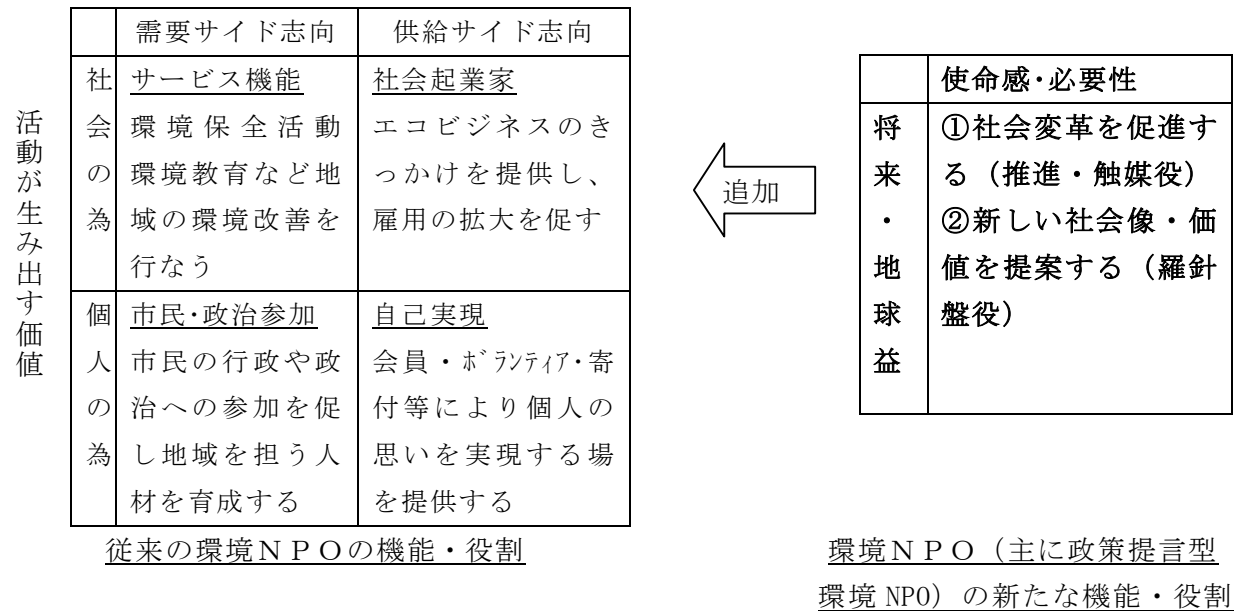 活動が生み出す価値
需要サイド志向
供給サイド志向
社会の為
サービス機能
環境保全活動
環境教育など地
域の環境改善を
行なう
社会起業家
エコビジネスのき
っかけを提供し、
雇用の拡大を促す
個人の為
市民･政治参加
市民の行政や政
治への参加を促
し地域を担う人
材を育成する
自己実現
会員・ﾎﾞﾗﾝﾃｨｱ・寄
付等により個人の
思いを実現する場
を提供する
従来の環境ＮＰＯの機能・役割
追加
使命感･必要性
将来・地球益
①社会変革を促進す
る（推進・触媒役）
②新しい社会像・価
値を提案する（羅針
盤役）
環境ＮＰＯ（主に政策提言型
環境 NPO）の新たな機能・役割